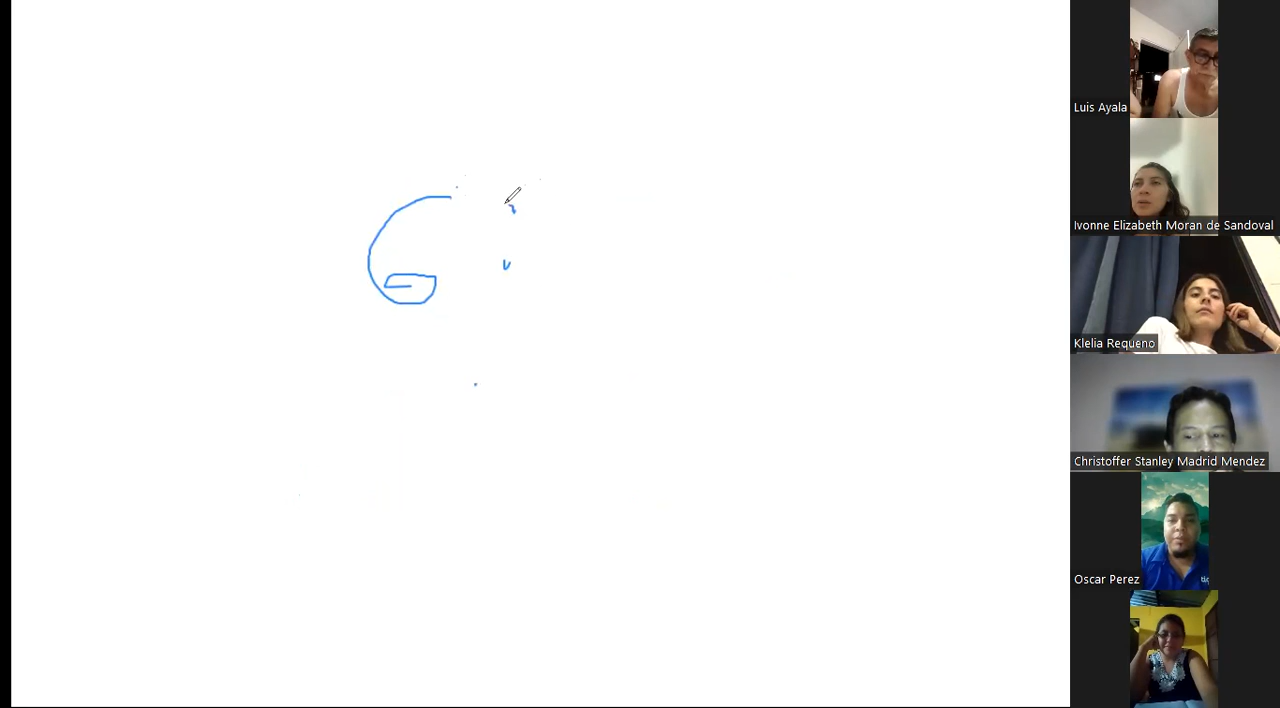 Luis Ayala
Ivonne Elizabeth Moran de Sandoval
Klelia Requeno
Christoffer Stanley Madrid Mendez
Oscar Perez